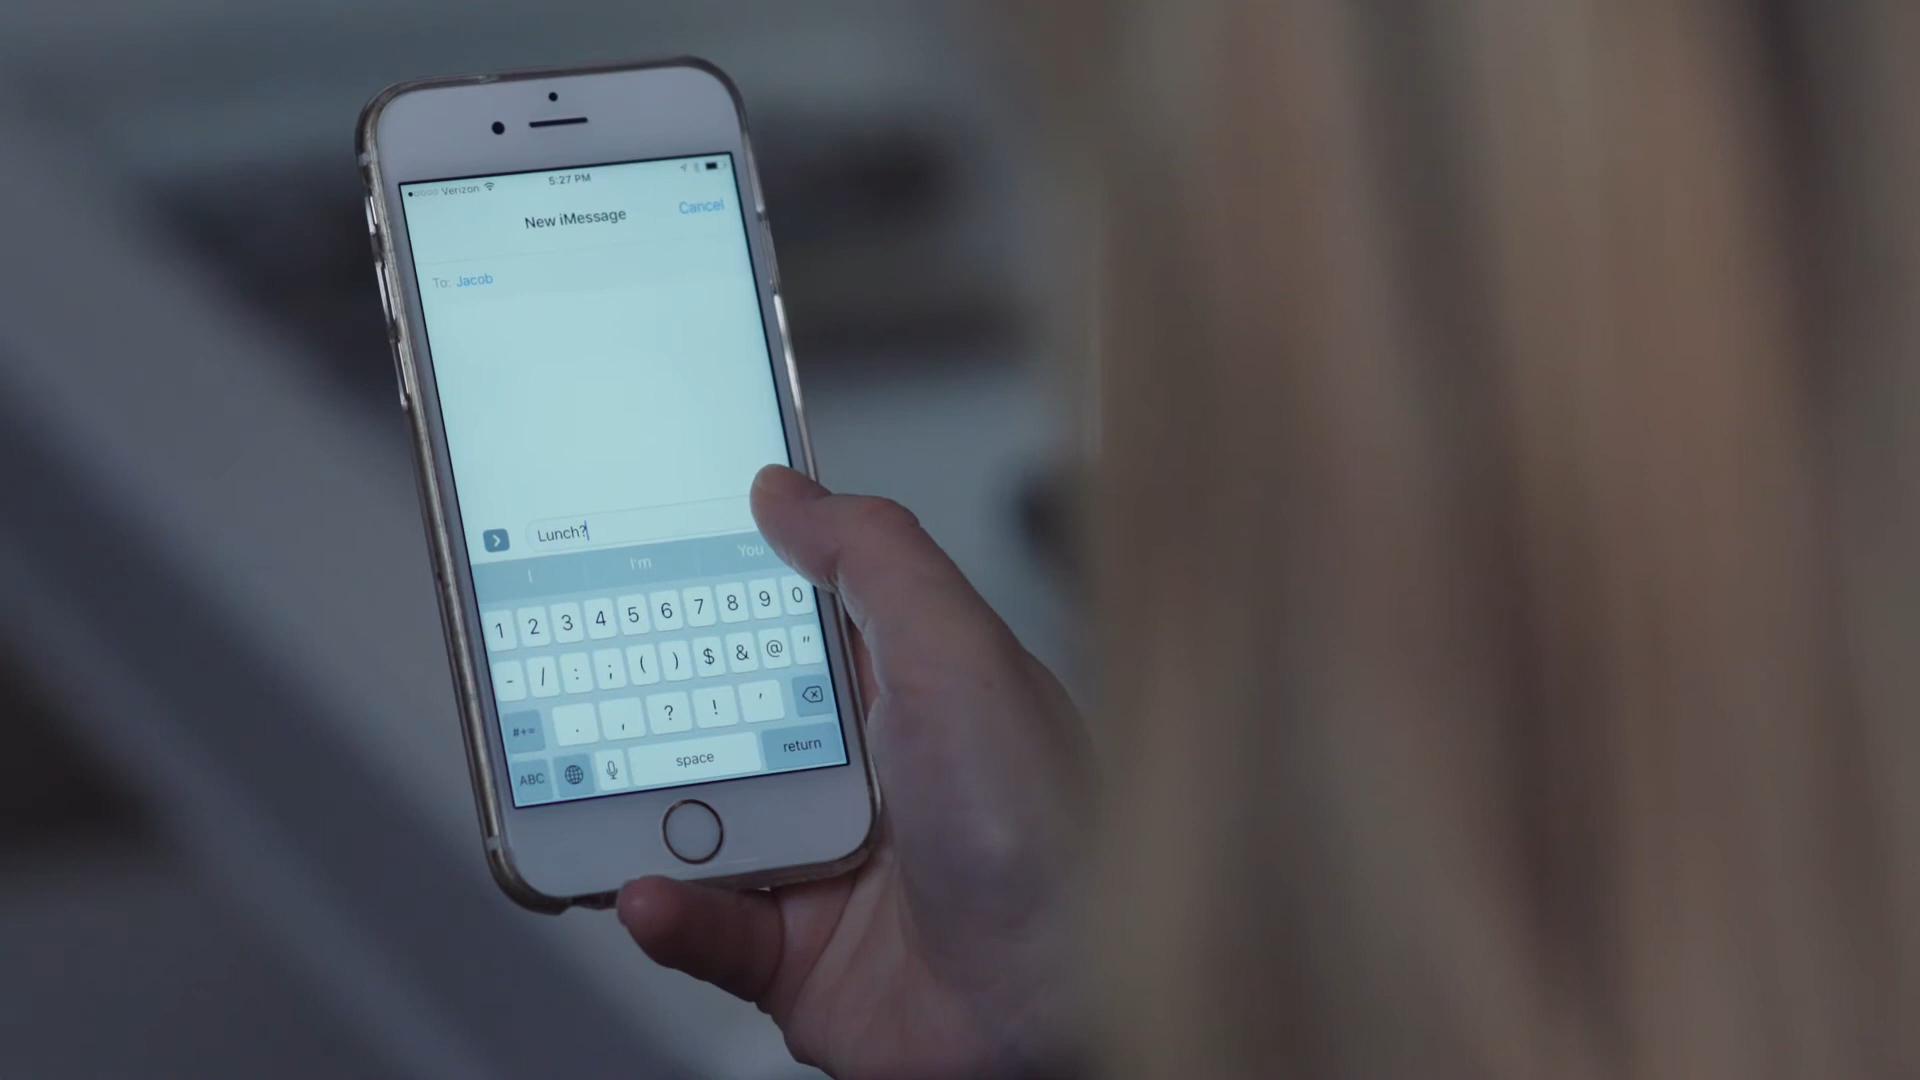 Verizon 5:27 PM
New iMessage Cancel
To: Jacob
Lunch?
I I'm You
1 2 3 4 5 6 7 8 9 0
- / : ; ( ) $ & @ "
#+= . , ? ! '
ABC space return